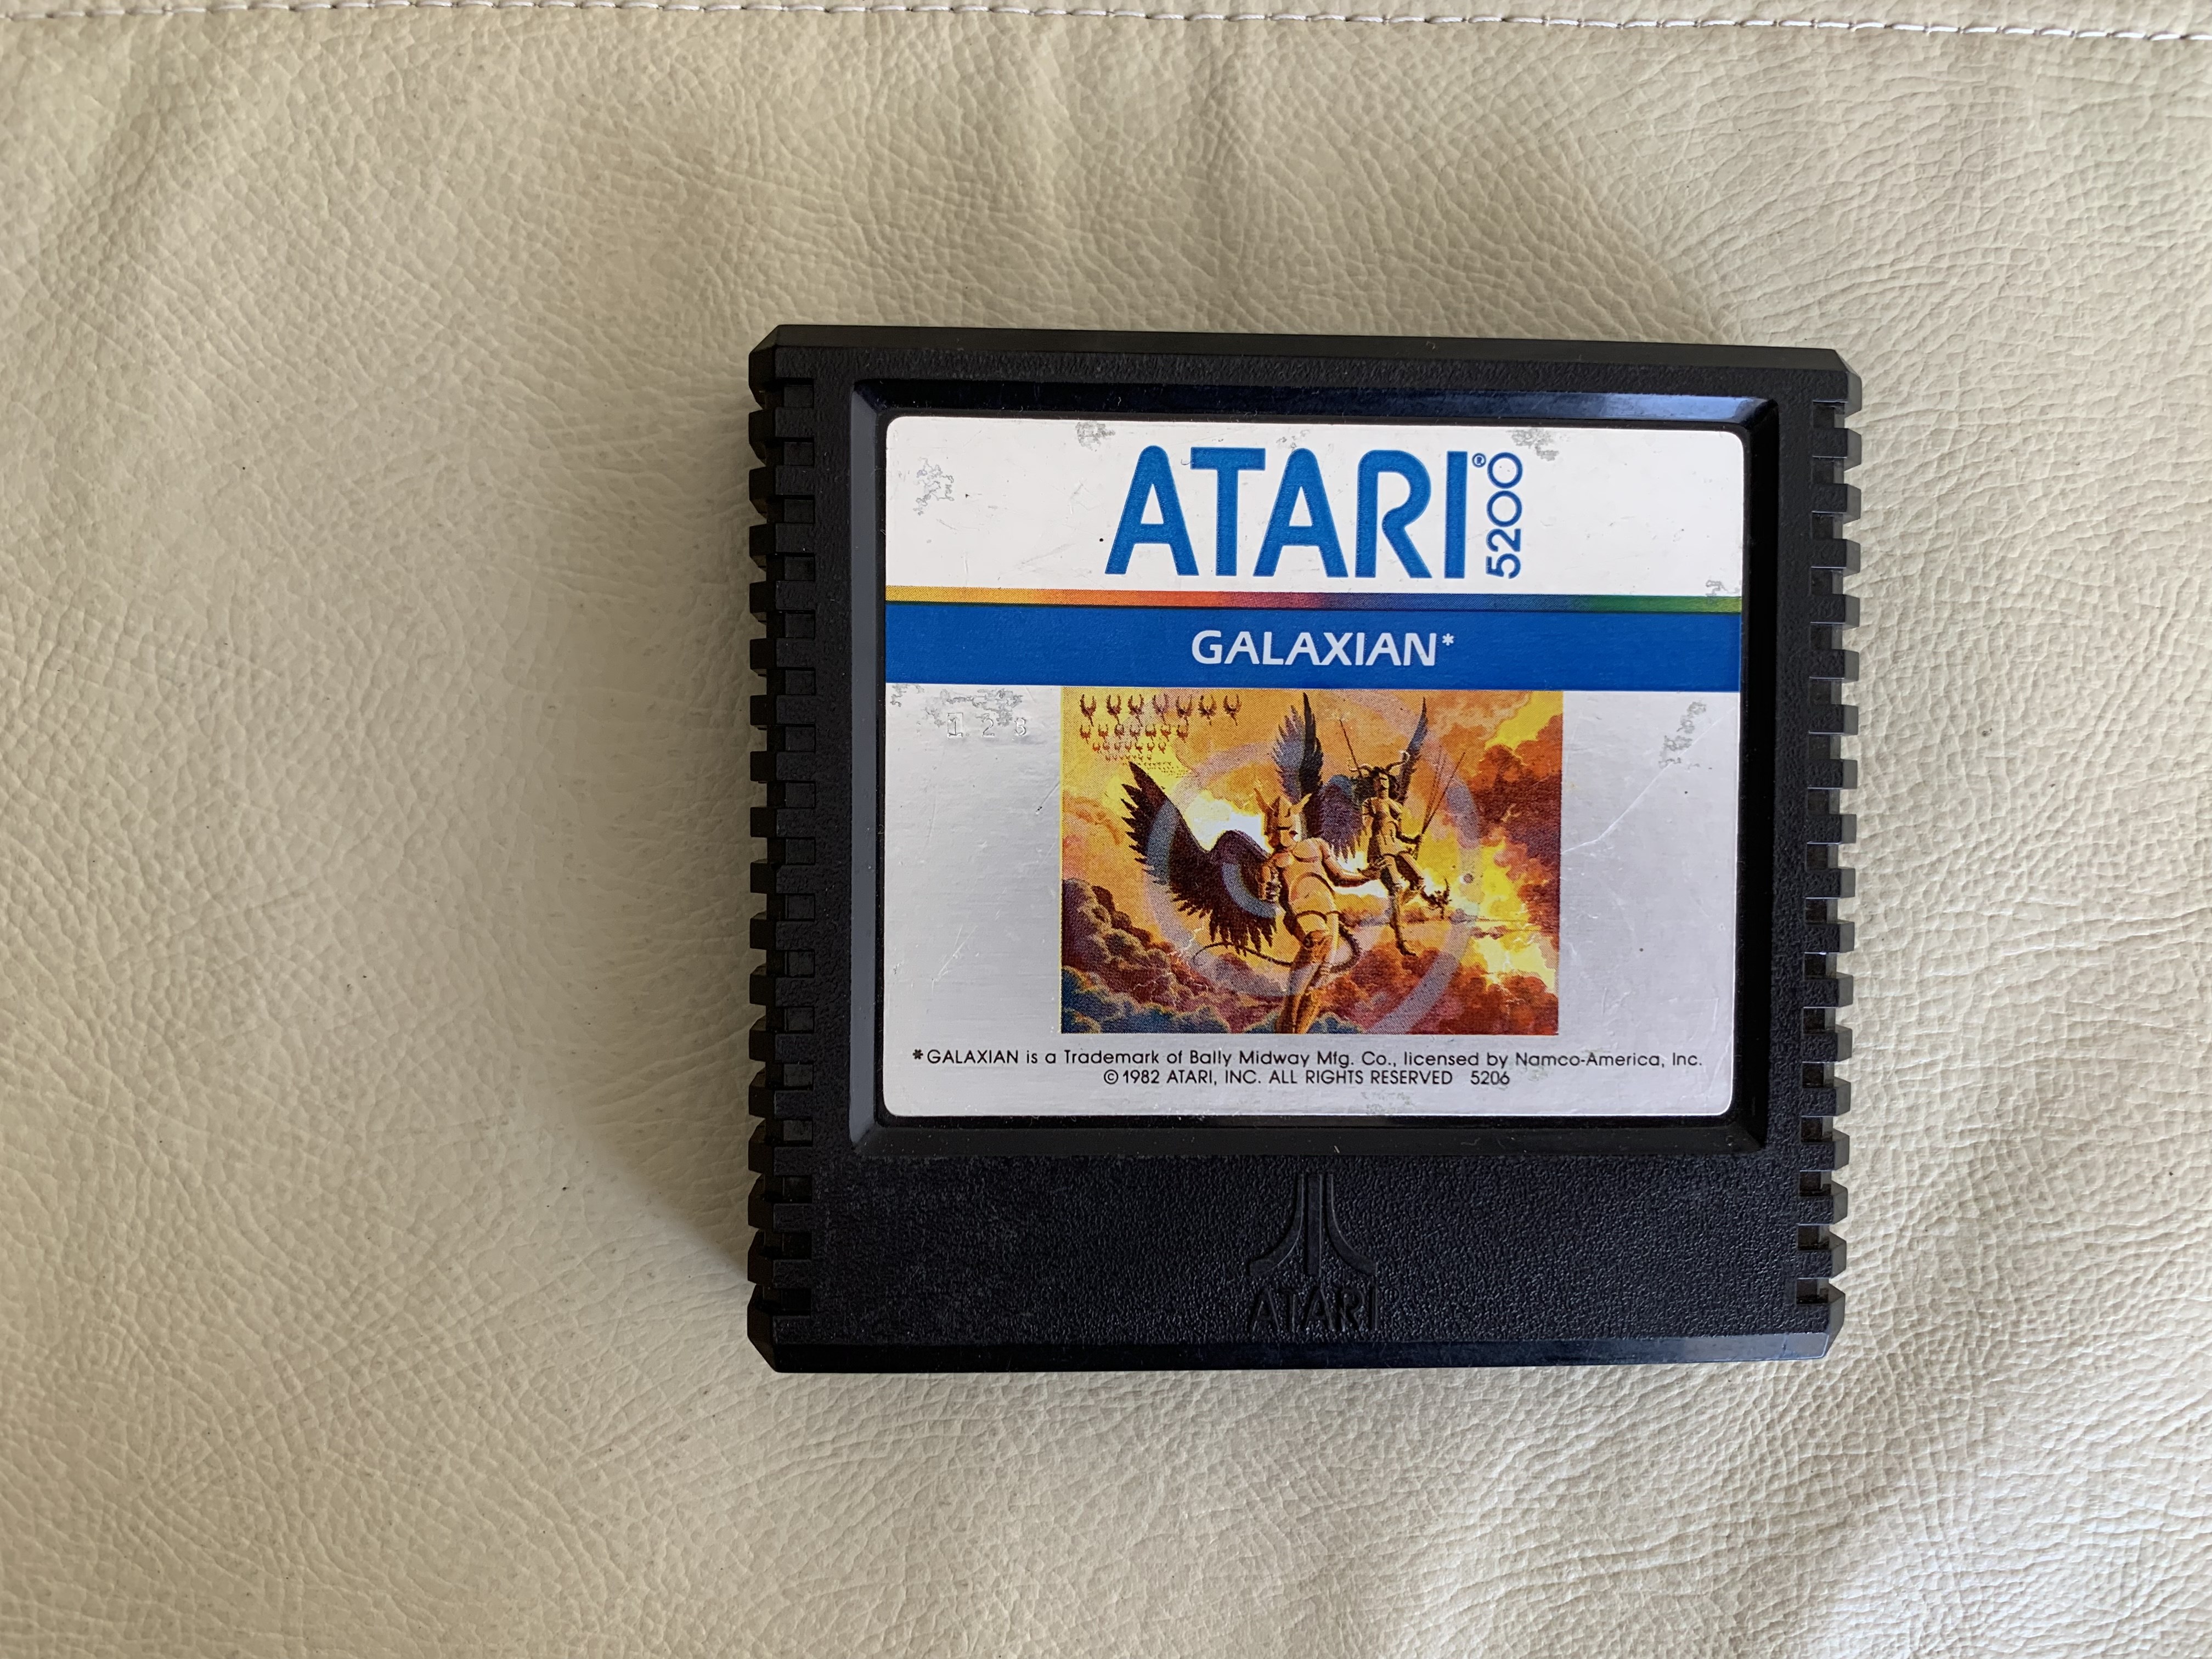 ATARI® 5200
GALAXIAN*
126
*GALAXIAN is a Trademark of Bally Midway Mfg. Co., licensed by Namco-America, Inc.
© 1982 ATARI, INC. ALL RIGHTS RESERVED 5206
ATARI